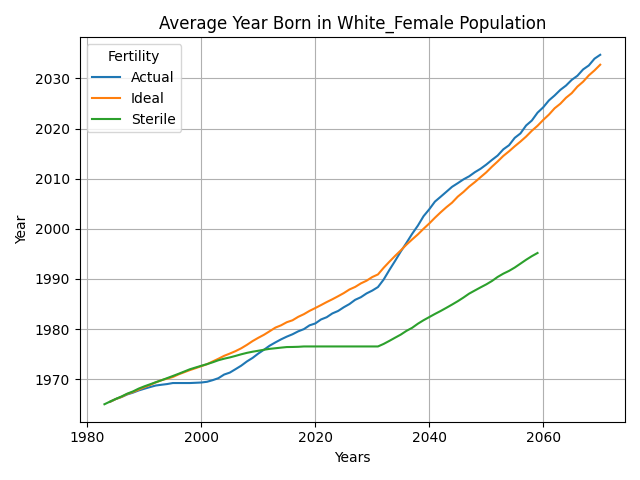 Average Year Born in White_Female Population
Fertility
Actual
Ideal
Sterile
Year
2030
2020
2010
2000
1990
1980
1970
1980 2000 2020 2040 2060
Years